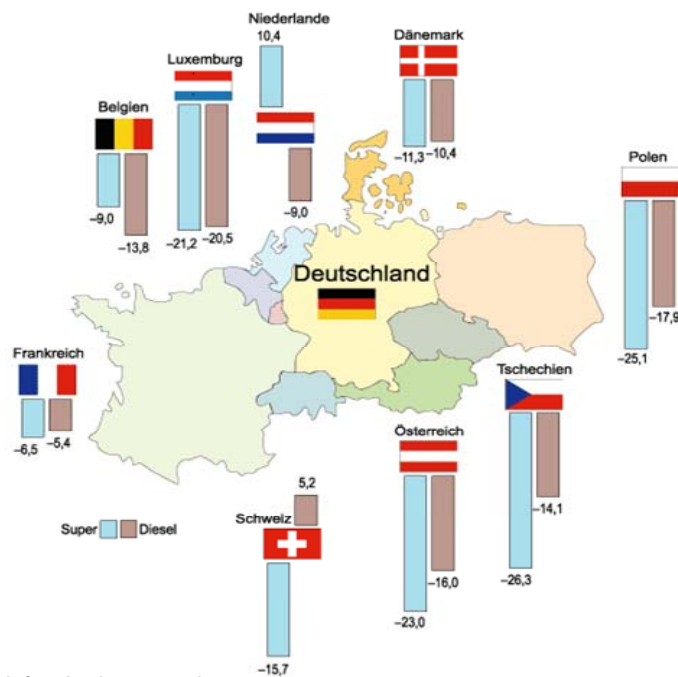 Niederlande
10,4
–9,0
Luxemburg
–21,2
–20,5
Belgien
–9,0
–13,8
Dänemark
–11,3
–10,4
Polen
–25,1
–17,9
Deutschland
Frankreich
–6,5
–5,4
Tschechien
–26,3
–14,1
Österreich
–23,0
–16,0
5,2
Schweiz
–15,7
Super
Diesel